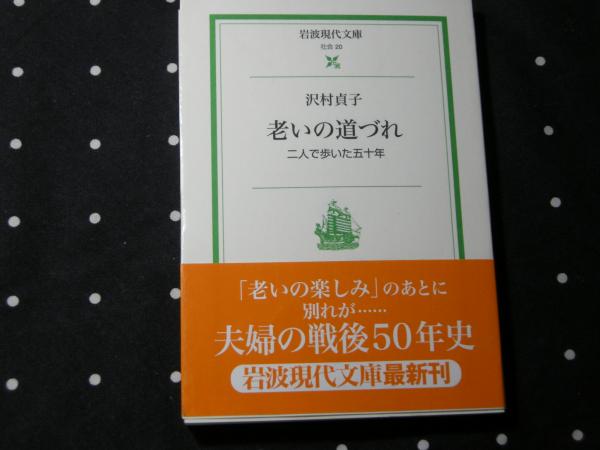 岩波現代文庫
社会 20
沢村貞子
老いの道づれ
二人で歩いた五十年
「老いの楽しみ」のあとに
別れが……
夫婦の戦後50年史
岩波現代文庫最新刊